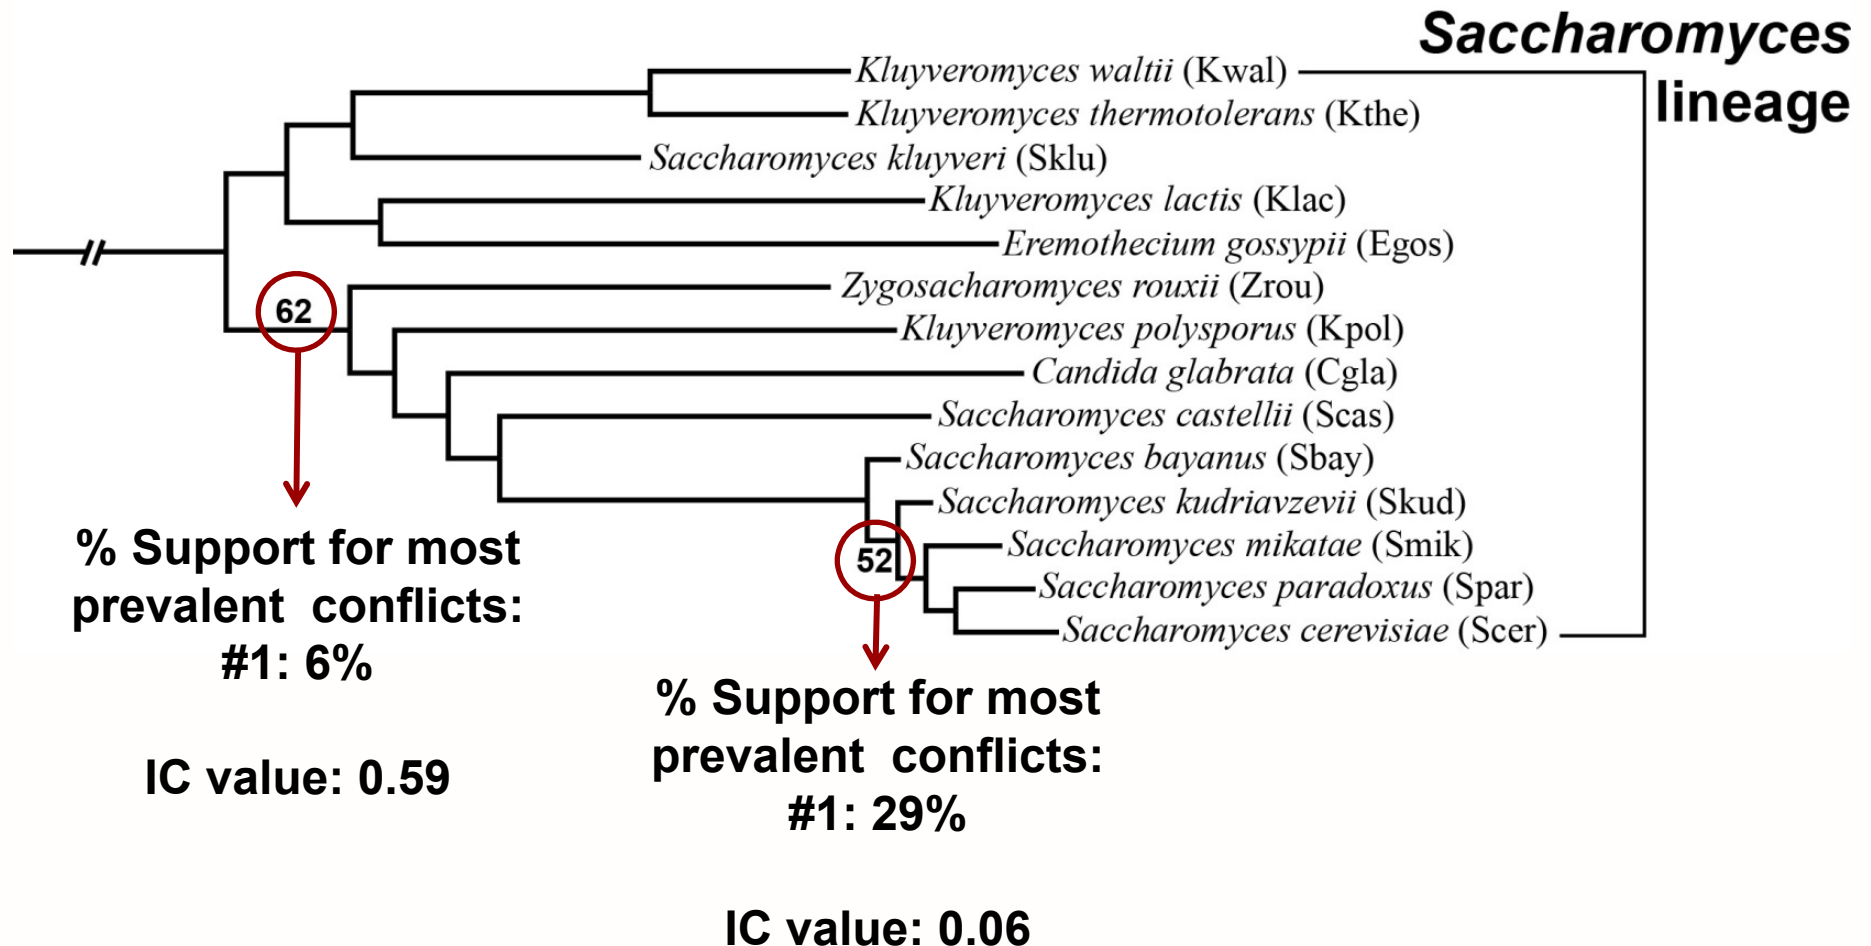 Saccharomyces
lineage
Kluyveromyces waltii (Kwal)
Kluyveromyces thermotolerans (Kthe)
Saccharomyces kluyveri (Sklu)
Kluyveromyces lactis (Klac)
Eremothecium gossypii (Egos)
Zygosacharomyces rouxii (Zrou)
62
Kluyveromyces polysporus (Kpol)
Candida glabrata (Cgla)
Saccharomyces castellii (Scas)
Saccharomyces bayanus (Sbay)
Saccharomyces kudriavzevii (Skud)
Saccharomyces mikatae (Smik)
52
Saccharomyces paradoxus (Spar)
Saccharomyces cerevisiae (Scer)
% Support for most
prevalent conflicts:
#1: 6%
IC value: 0.59
% Support for most
prevalent conflicts:
#1: 29%
IC value: 0.06